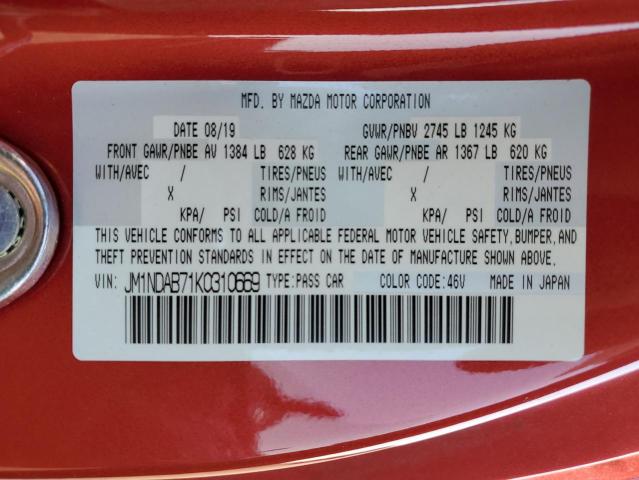 MFD. BY MAZDA MOTOR CORPORATION
DATE 08/19 GVWR/PNBV 2745 LB 1245 KG
FRONT GAWR/PNBE AV 1384 LB 628 KG REAR GAWR/PNBE AR 1367 LB 620 KG
WITH/AVEC / TIRES/PNEUS WITH/AVEC / TIRES/PNEUS
X RIMS/JANTES X RIMS/JANTES
KPA/ PSI COLD/A FROID KPA/ PSI COLD/A FROID
THIS VEHICLE CONFORMS TO ALL APPLICABLE FEDERAL MOTOR VEHICLE SAFETY, BUMPER, AND
THEFT PREVENTION STANDARDS IN EFFECT ON THE DATE OF MANUFACTURE SHOWN ABOVE.
VIN: JM1NDAB71K0310669 TYPE:PASS CAR COLOR CODE:46V MADE IN JAPAN